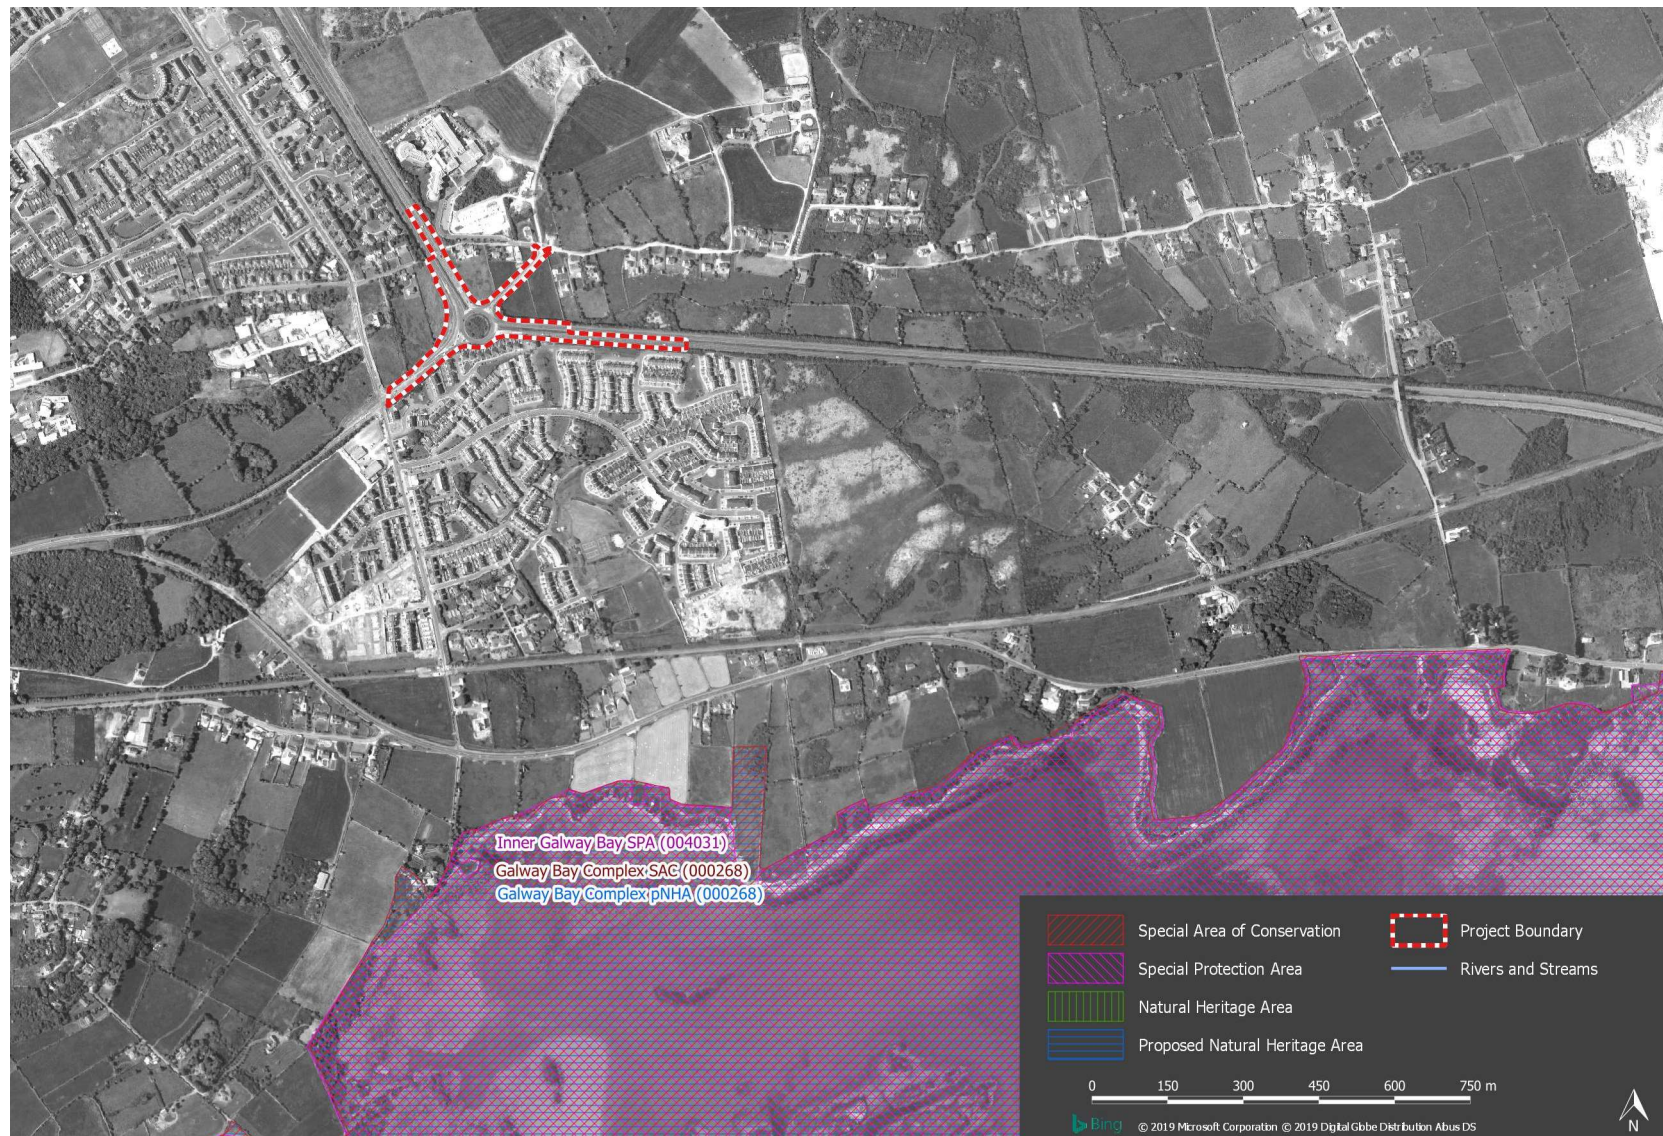 Inner Galway Bay SPA (004031)
Galway Bay Complex SAC (000268)
Galway Bay Complex pNHA (000268)
Special Area of Conservation
Project Boundary
Special Protection Area
Rivers and Streams
Natural Heritage Area
Proposed Natural Heritage Area
0 150 300 450 600 750 m
Bing © 2019 Microsoft Corporation © 2019 Digital Globe Distribution Aibus DS
N